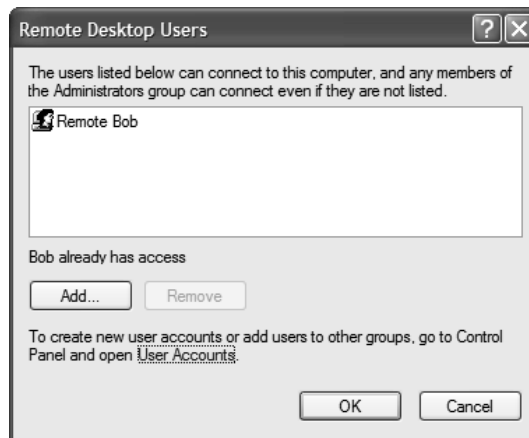 Remote Desktop Users
The users listed below can connect to this computer, and any members of
the Administrators group can connect even if they are not listed.
Remote Bob
Bob already has access
Add... Remove
To create new user accounts or add users to other groups, go to Control
Panel and open User Accounts.
OK Cancel